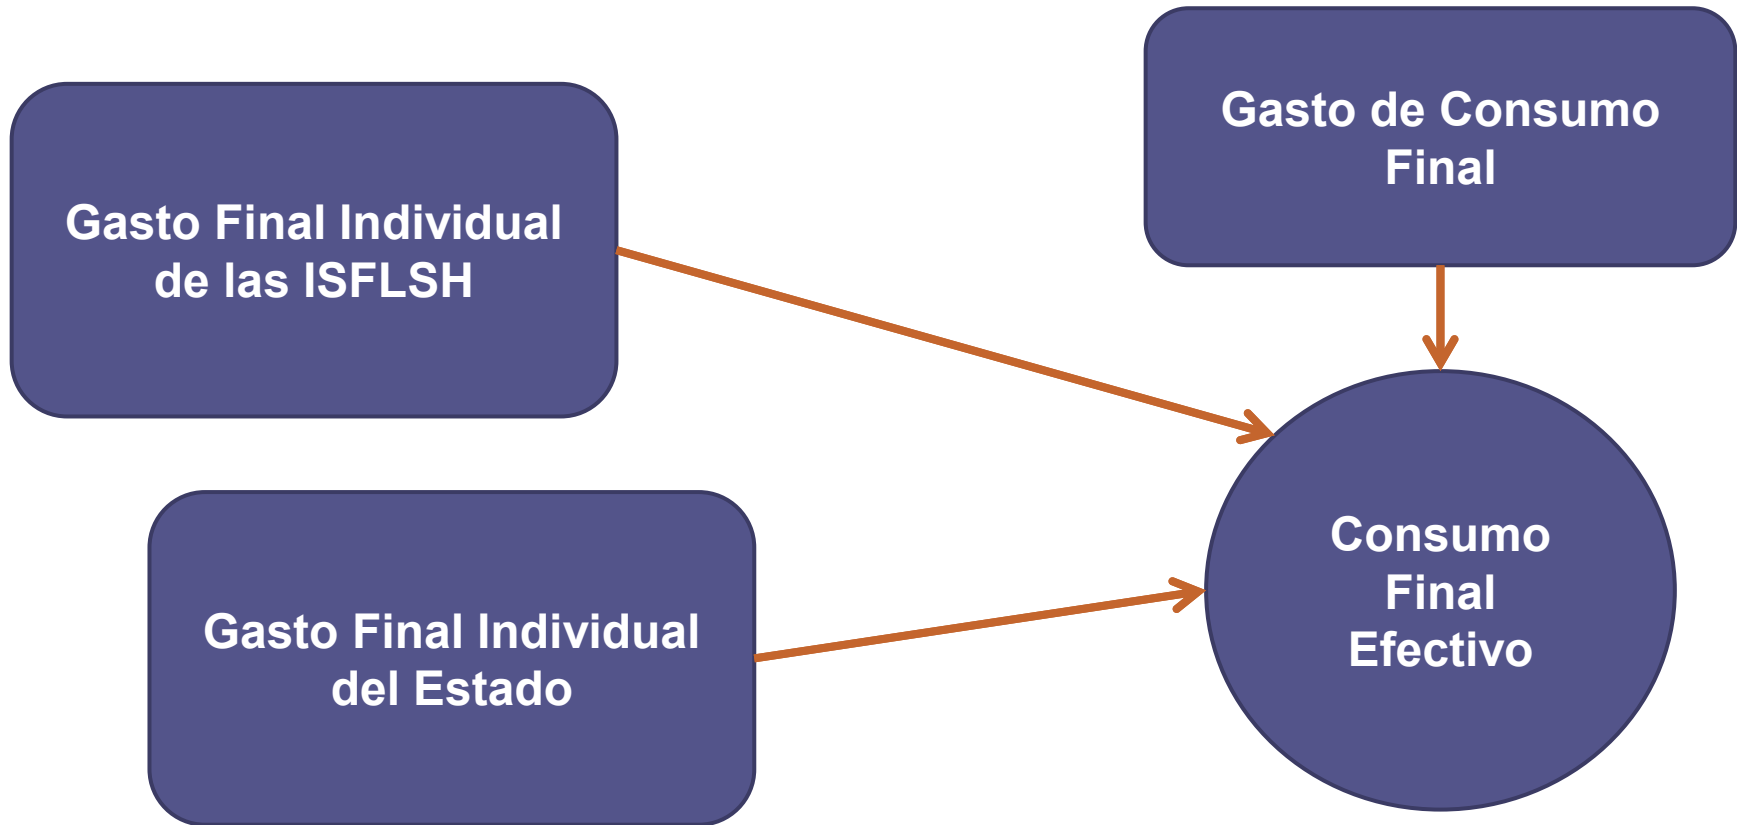 Gasto de Consumo
Final
Gasto Final Individual
de las ISFLSH
Consumo
Final
Efectivo
Gasto Final Individual
del Estado